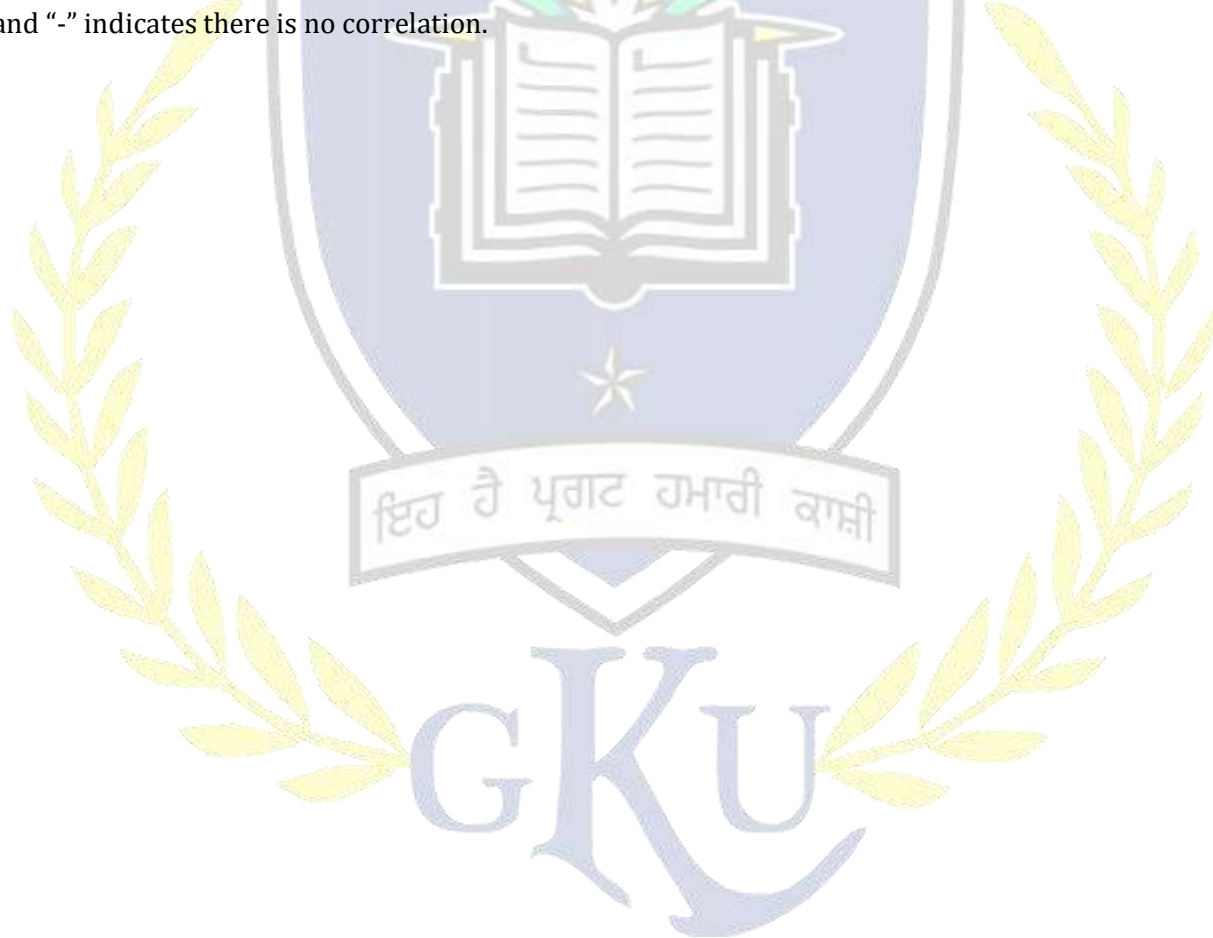 and “-” indicates there is no correlation.
ਇਹ ਹੈ ਪ੍ਰਗਟ ਹਮਾਰੀ ਕਾਸ਼ੀ
GKU